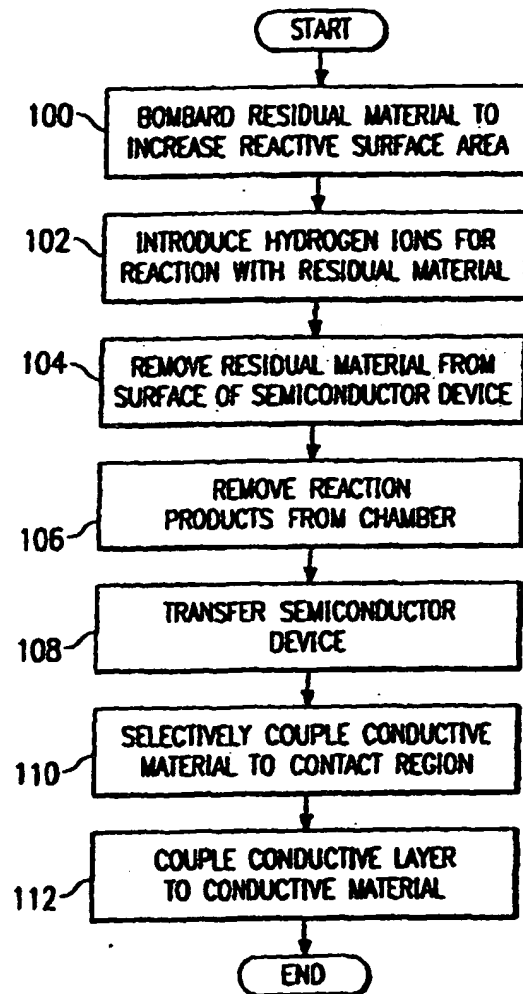 START
100
BOMBARD RESIDUAL MATERIAL TO
INCREASE REACTIVE SURFACE AREA
102
INTRODUCE HYDROGEN IONS FOR
REACTION WITH RESIDUAL MATERIAL
104
REMOVE RESIDUAL MATERIAL FROM
SURFACE OF SEMICONDUCTOR DEVICE
106
REMOVE REACTION
PRODUCTS FROM CHAMBER
108
TRANSFER SEMICONDUCTOR
DEVICE
110
SELECTIVELY COUPLE CONDUCTIVE
MATERIAL TO CONTACT REGION
112
COUPLE CONDUCTIVE LAYER
TO CONDUCTIVE MATERIAL
END